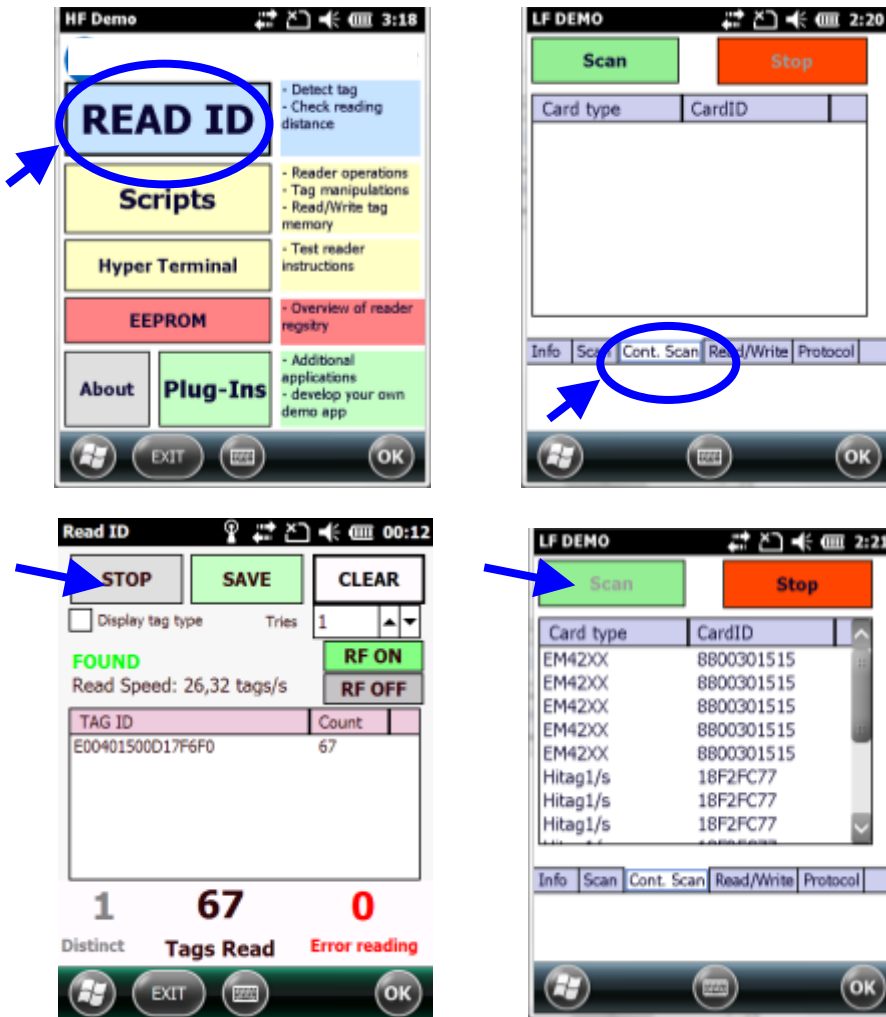 HF Demo 3:18
READ ID
- Detect tag
- Check reading
distance
Scripts
- Reader operations
- Tag manipulations
- Read/Write tag
memory
Hyper Terminal
- Test reader
instructions
EEPROM
- Overview of reader
regsitry
About
Plug-Ins
- Additional
applications
- develop your own
demo app
EXIT
OK
LF DEMO 2:20
Scan Stop
Card type CardID
Info Scan Cont. Scan Read/Write Protocol
OK
Read ID 00:12
STOP SAVE CLEAR
Display tag type Tries 1
FOUND RF ON
Read Speed: 26,32 tags/s RF OFF
TAG ID Count
E00401500D17F6F0 67
1 67 0
Distinct Tags Read Error reading
EXIT OK
LF DEMO 2:21
Scan Stop
Card type CardID
EM42XX 8800301515
EM42XX 8800301515
EM42XX 8800301515
EM42XX 8800301515
EM42XX 8800301515
Hitag1/s 18F2FC77
Hitag1/s 18F2FC77
Hitag1/s 18F2FC77
Info Scan Cont. Scan Read/Write Protocol
OK